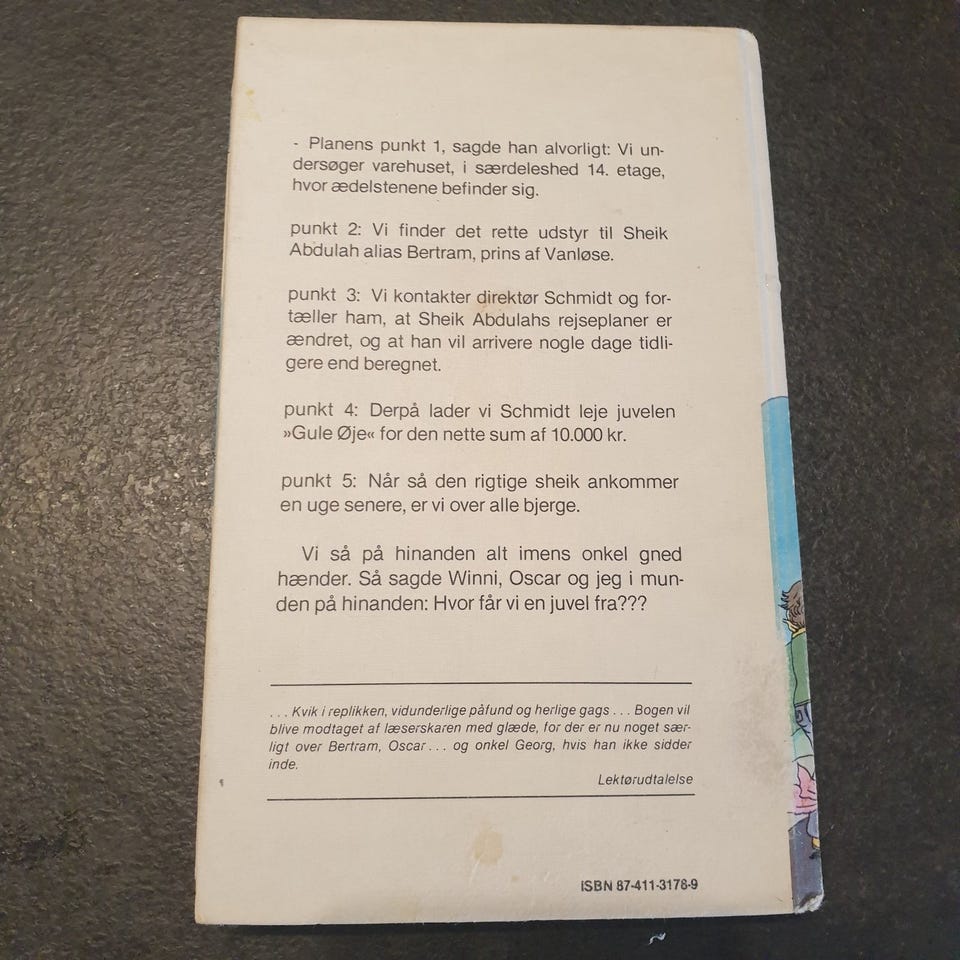 - Planens punkt 1, sagde han alvorligt: Vi un-
dersøger varehuset, i særdeleshed 14. etage,
hvor ædelstenene befinder sig.
punkt 2: Vi finder det rette udstyr til Sheik
Abdulah alias Bertram, prins af Vanløse.
punkt 3: Vi kontakter direktør Schmidt og for-
tæller ham, at Sheik Abdulahs rejseplaner er
ændret, og at han vil arrivere nogle dage tidli-
gere end beregnet.
punkt 4: Derpå lader vi Schmidt leje juvelen
»Gule Øje« for den nette sum af 10.000 kr.
punkt 5: Når så den rigtige sheik ankommer
en uge senere, er vi over alle bjerge.
Vi så på hinanden alt imens onkel gned
hænder. Så sagde Winni, Oscar og jeg i mun-
den på hinanden: Hvor får vi en juvel fra???
... Kvik i replikken, vidunderlige påfund og herlige gags ... Bogen vil
blive modtaget af læserskaren med glæde, for der er nu noget sær-
ligt over Bertram, Oscar ... og onkel Georg, hvis han ikke sidder
inde.
Lektørudtalelse
ISBN 87-411-3176-9